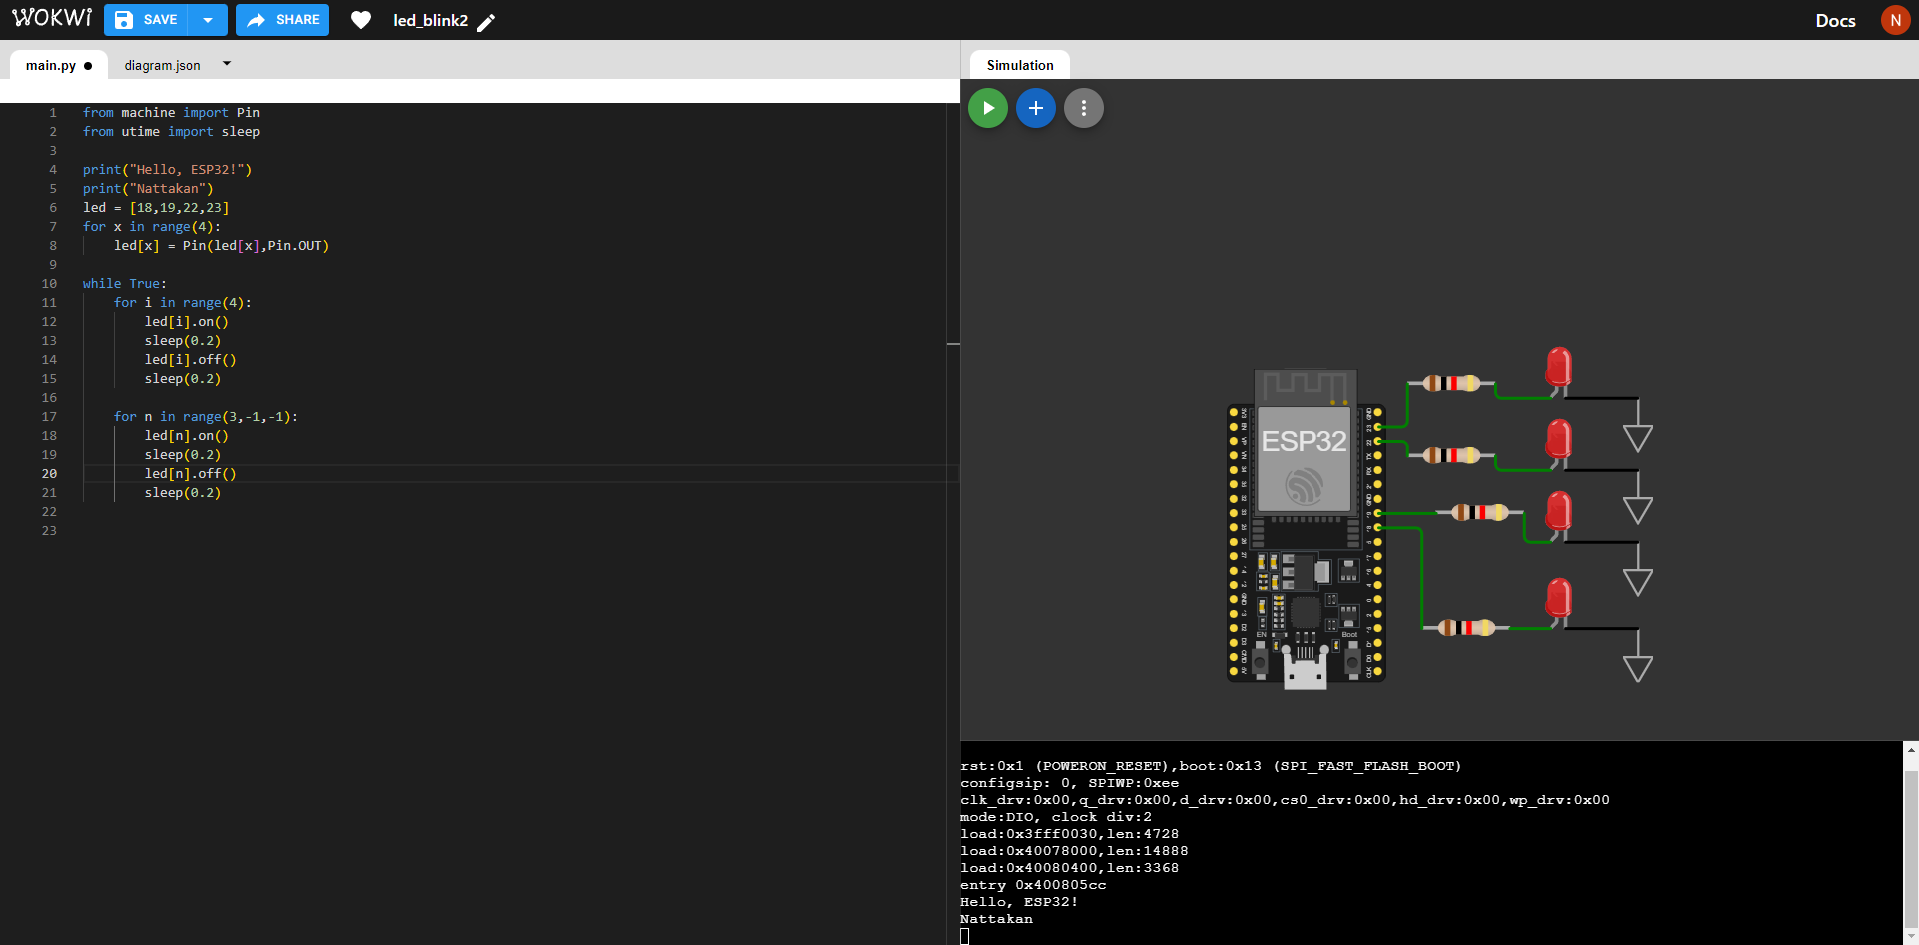 WOKWI
SAVE
SHARE
led_blink2
Docs
N
main.py
diagram.json
Simulation
1 from machine import Pin
2 from utime import sleep
3
4 print("Hello, ESP32!")
5 print("Nattakan")
6 led = [18,19,22,23]
7 for x in range(4):
8 led[x] = Pin(led[x],Pin.OUT)
9
10 while True:
11 for i in range(4):
12 led[i].on()
13 sleep(0.2)
14 led[i].off()
15 sleep(0.2)
16
17 for n in range(3,-1,-1):
18 led[n].on()
19 sleep(0.2)
20 led[n].off()
21 sleep(0.2)
22
23
ESP32
EN
Boot
rst:0x1 (POWERON_RESET),boot:0x13 (SPI_FAST_FLASH_BOOT)
configsip: 0, SPIWP:0xee
clk_drv:0x00,q_drv:0x00,d_drv:0x00,cs0_drv:0x00,hd_drv:0x00,wp_drv:0x00
mode:DIO, clock div:2
load:0x3fff0030,len:4728
load:0x40078000,len:14888
load:0x40080400,len:3368
entry 0x400805cc
Hello, ESP32!
Nattakan